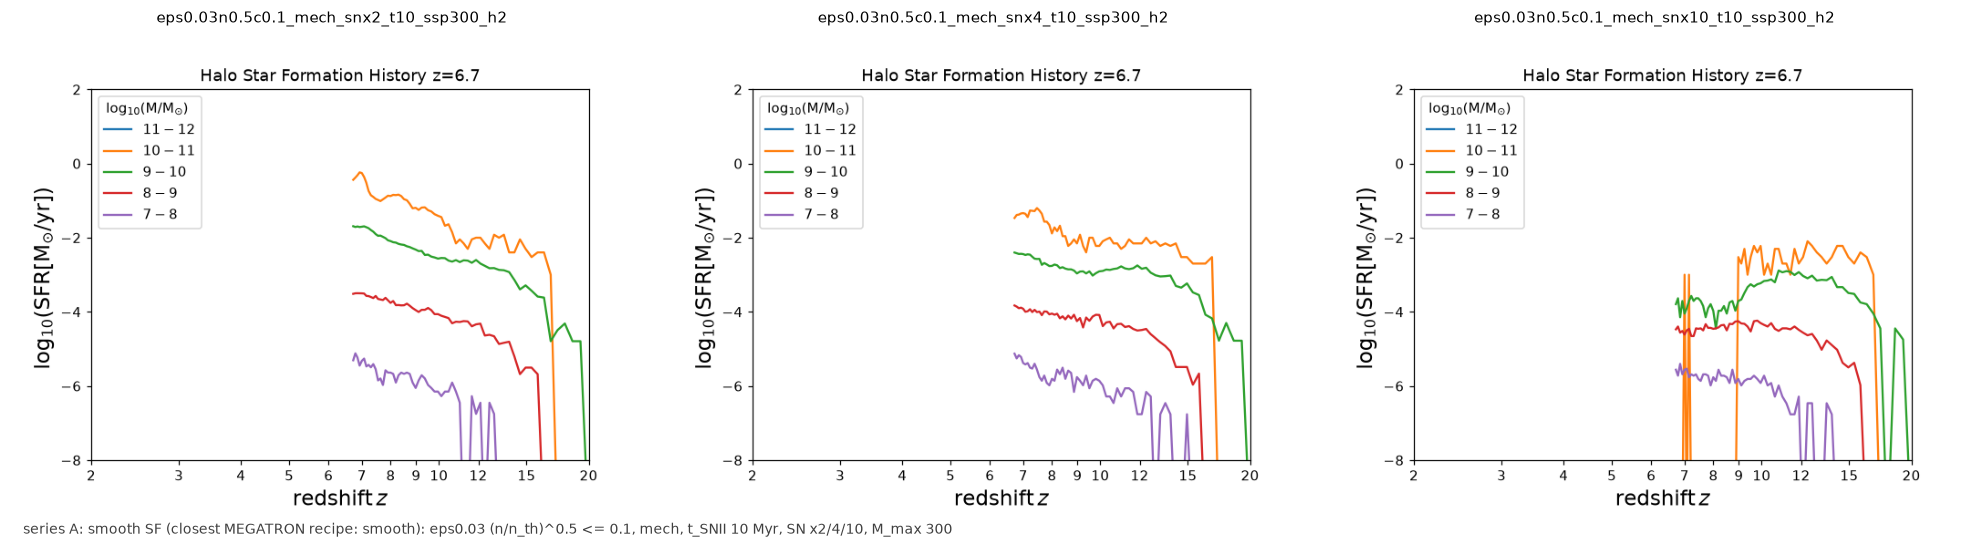 eps0.03n0.5c0.1_mech_snx2_t10_ssp300_h2
Halo Star Formation History z=6.7
log₁₀(M/M⊙)
11 − 12
10 − 11
9 − 10
8 − 9
7 − 8
log₁₀(SFR[M⊙/yr])
2
0
−2
−4
−6
−8
2 3 4 5 6 7 8 9 10 12 15 20
redshift z
eps0.03n0.5c0.1_mech_snx4_t10_ssp300_h2
Halo Star Formation History z=6.7
log₁₀(M/M⊙)
11 − 12
10 − 11
9 − 10
8 − 9
7 − 8
log₁₀(SFR[M⊙/yr])
2
0
−2
−4
−6
−8
2 3 4 5 6 7 8 9 10 12 15 20
redshift z
eps0.03n0.5c0.1_mech_snx10_t10_ssp300_h2
Halo Star Formation History z=6.7
log₁₀(M/M⊙)
11 − 12
10 − 11
9 − 10
8 − 9
7 − 8
log₁₀(SFR[M⊙/yr])
2
0
−2
−4
−6
−8
2 3 4 5 6 7 8 9 10 12 15 20
redshift z
series A: smooth SF (closest MEGATRON recipe: smooth): eps0.03 (n/n_th)^0.5 <= 0.1, mech, t_SNII 10 Myr, SN x2/4/10, M_max 300